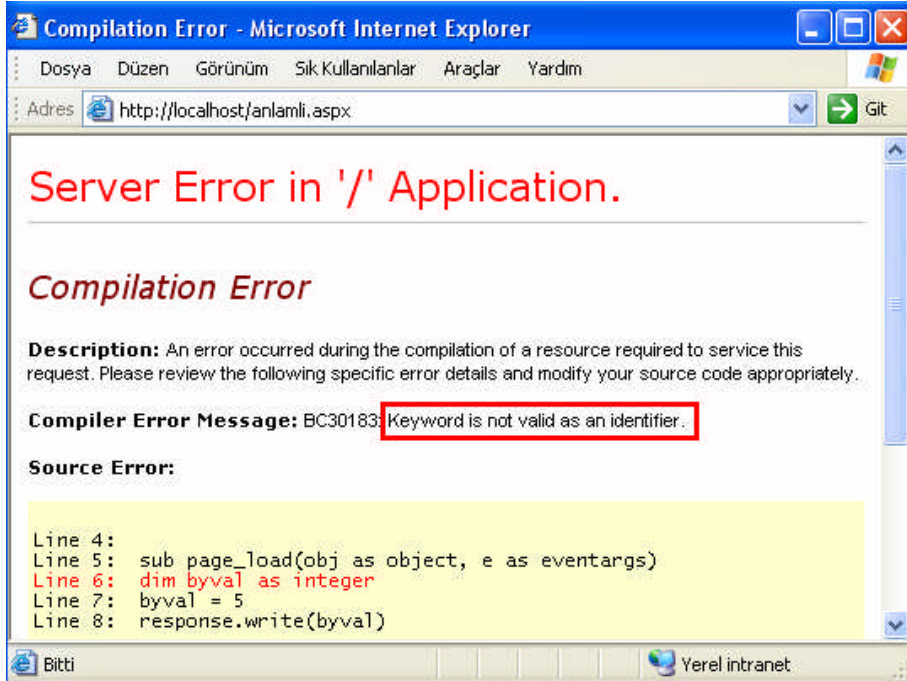 Compilation Error - Microsoft Internet Explorer
Dosya Düzen Görünüm Sık Kullanılanlar Araçlar Yardım
Adres http://localhost/anlamli.aspx Git
Server Error in '/' Application.
Compilation Error
Description: An error occurred during the compilation of a resource required to service this
request. Please review the following specific error details and modify your source code appropriately.
Compiler Error Message: BC30183: Keyword is not valid as an identifier.
Source Error:
Line 4:
Line 5:  sub page_load(obj as object, e as eventargs)
Line 6:  dim byval as integer
Line 7:  byval = 5
Line 8:  response.write(byval)
Bitti Yerel intranet